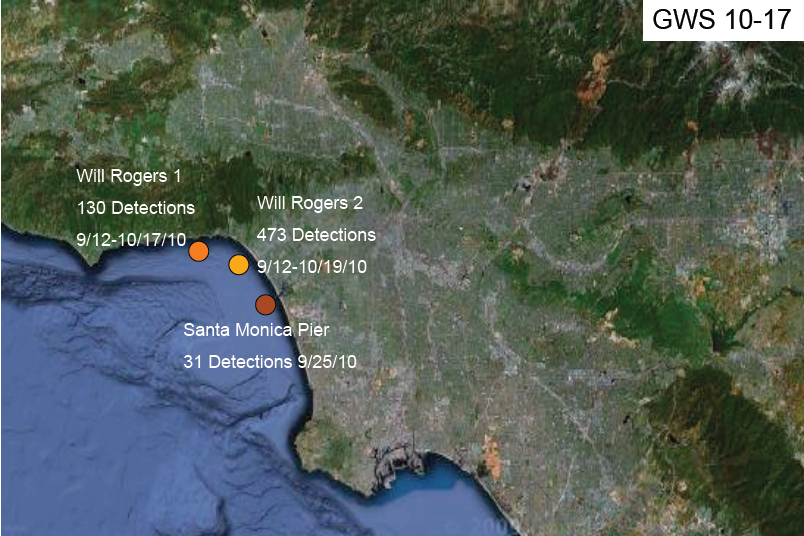 GWS 10-17
Will Rogers 1
130 Detections
9/12-10/17/10
Will Rogers 2
473 Detections
9/12-10/19/10
Santa Monica Pier
31 Detections 9/25/10